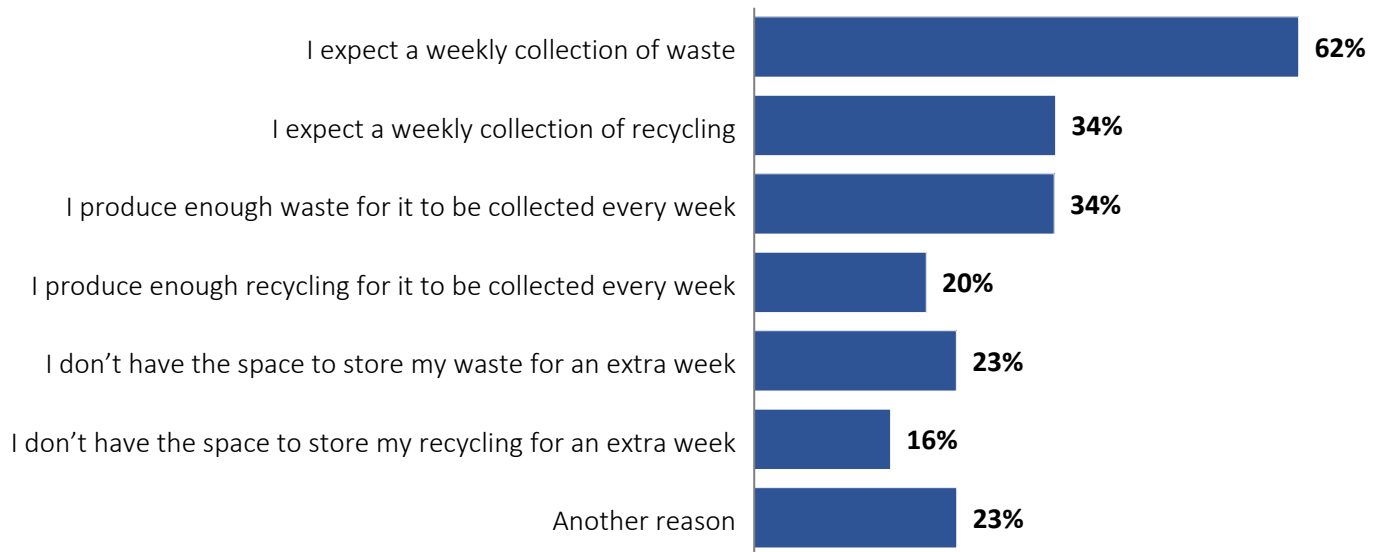 I expect a weekly collection of waste 62%
I expect a weekly collection of recycling 34%
I produce enough waste for it to be collected every week 34%
I produce enough recycling for it to be collected every week 20%
I don’t have the space to store my waste for an extra week 23%
I don’t have the space to store my recycling for an extra week 16%
Another reason 23%